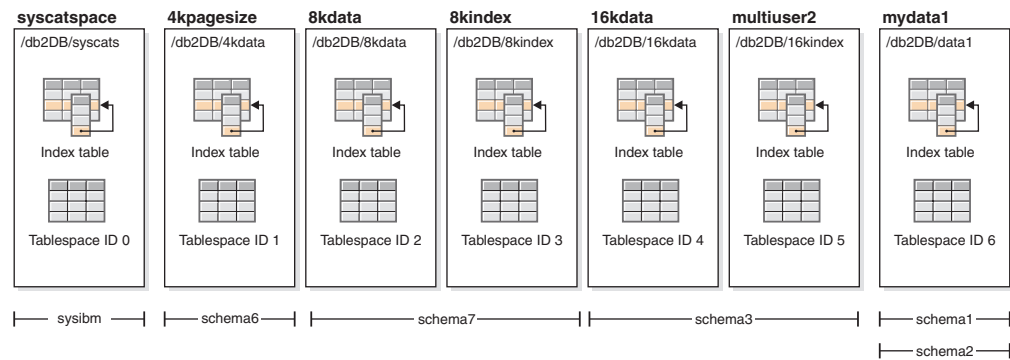 syscatspace 4kpagesize 8kdata 8kindex 16kdata multiuser2 mydata1
/db2DB/syscats /db2DB/4kdata /db2DB/8kdata /db2DB/8kindex /db2DB/16kdata /db2DB/16kindex /db2DB/data1
Index table Index table Index table Index table Index table Index table Index table
Tablespace ID 0 Tablespace ID 1 Tablespace ID 2 Tablespace ID 3 Tablespace ID 4 Tablespace ID 5 Tablespace ID 6
sysibm schema6 schema7 schema3 schema1
schema2